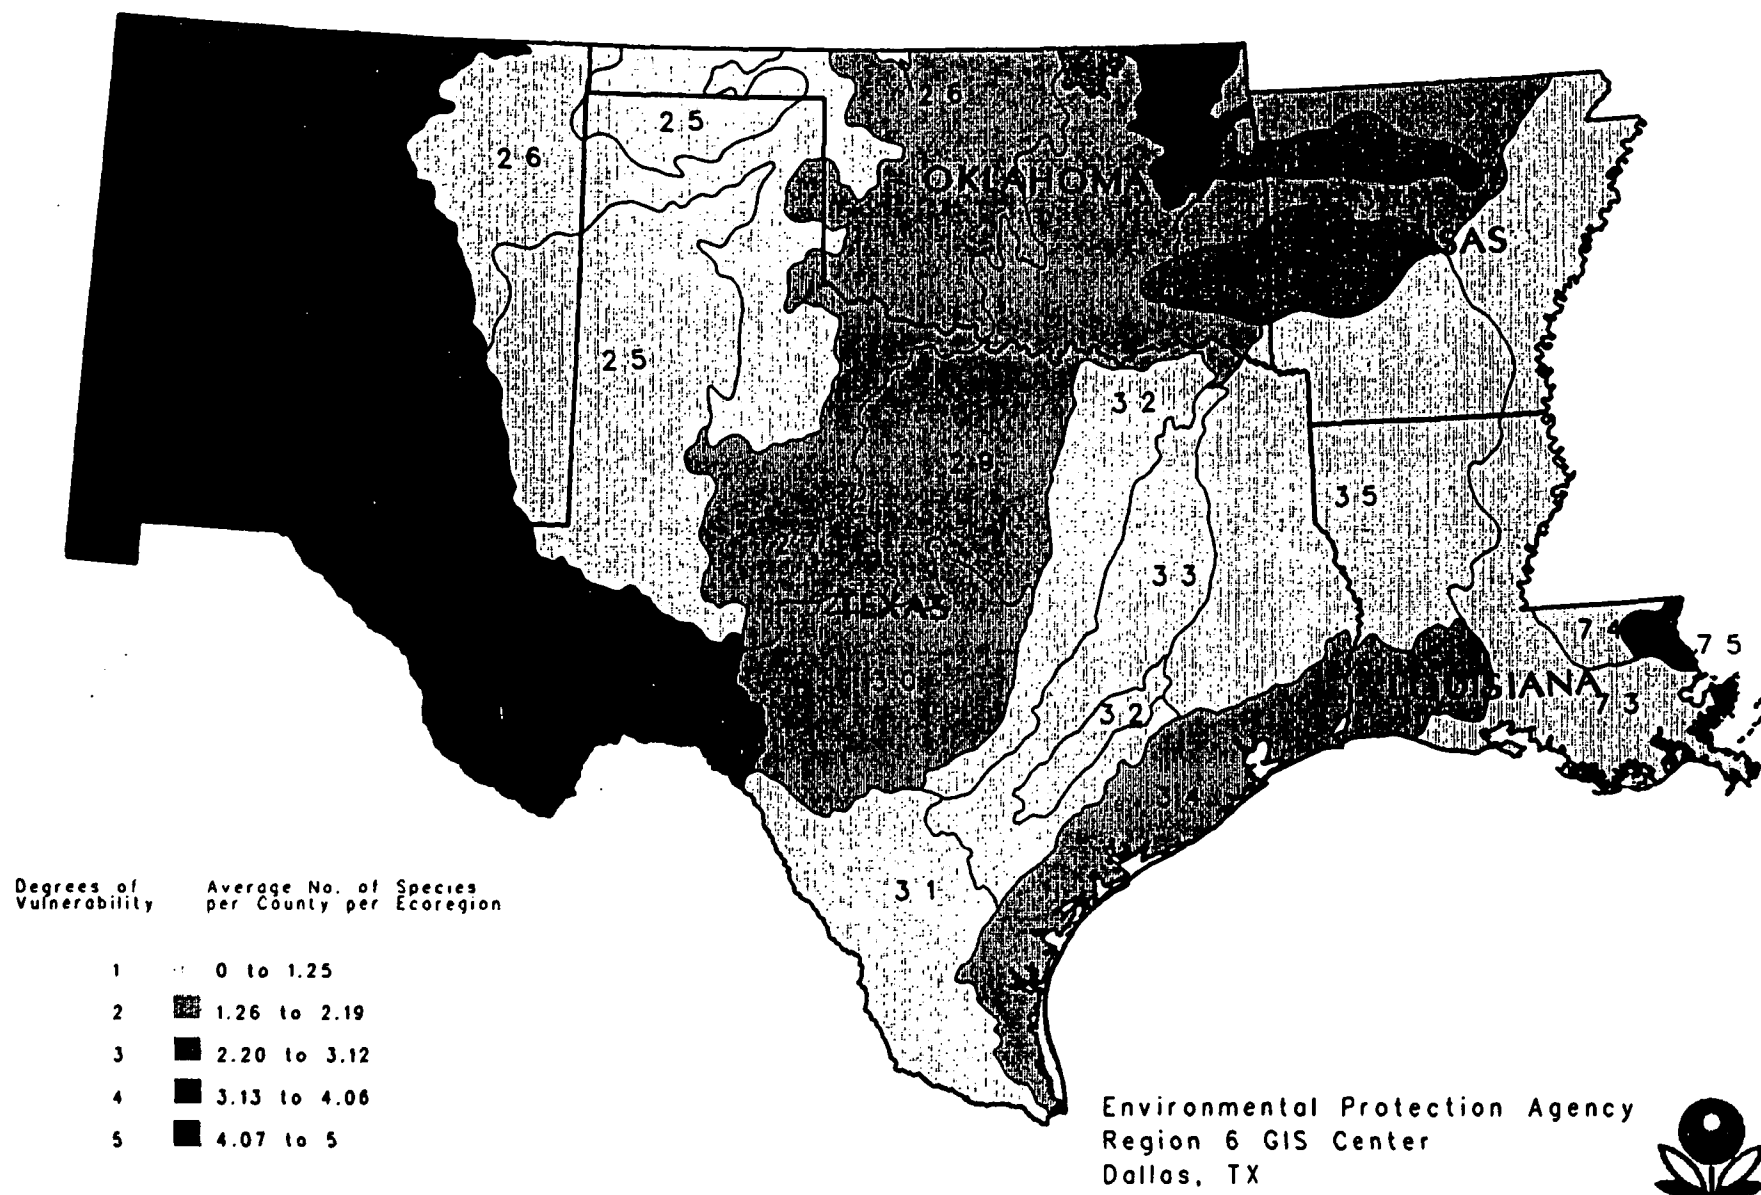 26
25
26
OKLAHOMA
SAS
25
32
29
35
33
TEXAS
74
75
30
ISIANA
32
73
34
31
Degrees of Vulnerability
Average No. of Species per County per Ecoregion
1 0 to 1.25
2 1.26 to 2.19
3 2.20 to 3.12
4 3.13 to 4.06
5 4.07 to 5
Environmental Protection Agency
Region 6 GIS Center
Dallas, TX